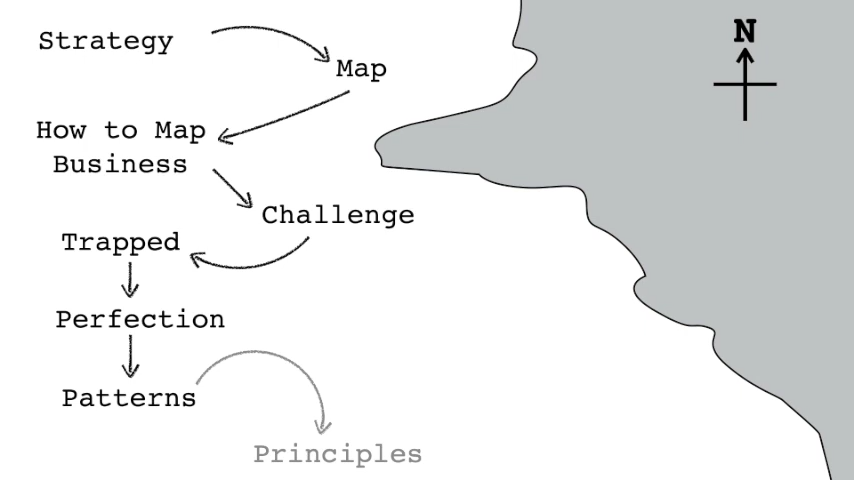 Strategy
Map
How to Map
Business
Challenge
Trapped
Perfection
Patterns
Principles
N